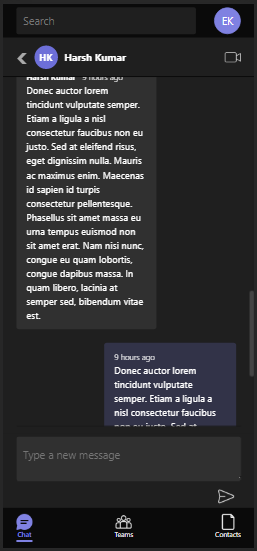 Search
EK
HK
Harsh Kumar
Harsh Kumar 9 hours ago
Donec auctor lorem
tincidunt vulputate semper.
Etiam a ligula a nisl
consectetur faucibus non eu
justo. Sed at eleifend risus,
eget dignissim nulla. Mauris
ac maximus enim. Maecenas
id sapien id turpis
consectetur pellentesque.
Phasellus sit amet massa eu
urna tempus euismod non
sit amet erat. Nam nisi nunc,
congue eu quam lobortis,
congue dapibus massa. In
quam libero, lacinia at
semper sed, bibendum vitae
est.
9 hours ago
Donec auctor lorem
tincidunt vulputate
semper. Etiam a ligula a
nisl consectetur faucibus
non eu justo. Sed at
Type a new message
Chat
Teams
Contacts